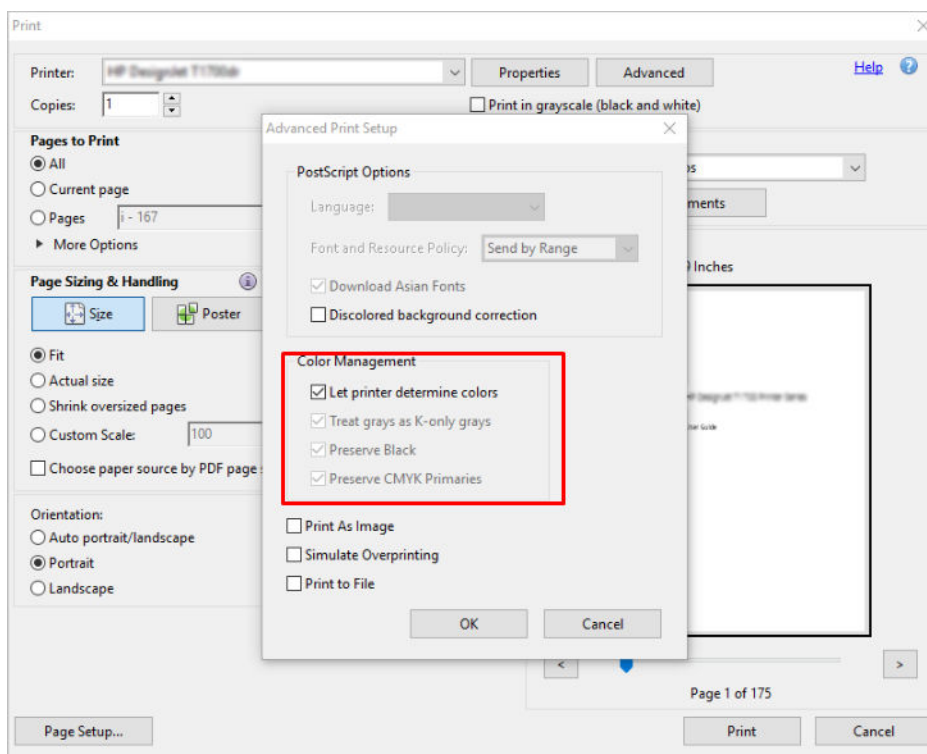 Print
Printer:
Properties
Advanced
Help
Copies: 1
Print in grayscale (black and white)
Pages to Print
All
Current page
Pages i - 167
More Options
Page Sizing & Handling
Size
Poster
Fit
Actual size
Shrink oversized pages
Custom Scale: 100
Choose paper source by PDF page
Orientation:
Auto portrait/landscape
Portrait
Landscape
Page Setup...
Advanced Print Setup
PostScript Options
Language:
Font and Resource Policy: Send by Range
Download Asian Fonts
Discolored background correction
Color Management
Let printer determine colors
Treat grays as K-only grays
Preserve Black
Preserve CMYK Primaries
Print As Image
Simulate Overprinting
Print to File
OK
Cancel
Inches
Guide
<
>
Page 1 of 175
Print
Cancel